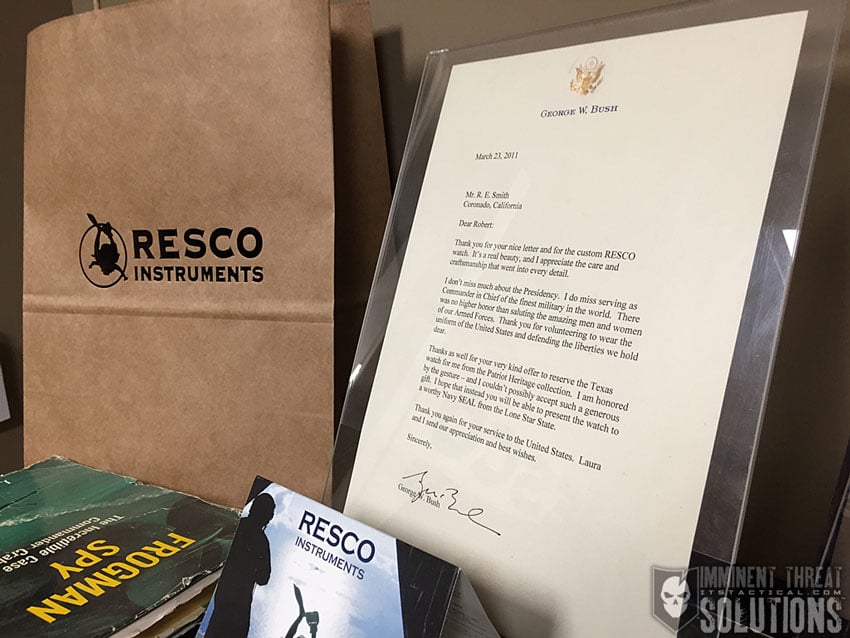 RESCO
INSTRUMENTS
GEORGE W. BUSH
March 23, 2011
Mr. R. E. Smith
Coronado, California
Dear Robert:
Thank you for your nice letter and for the custom RESCO
watch. It's a real beauty, and I appreciate the care and
craftsmanship that went into every detail.
I don't miss much about the Presidency. I do miss serving as
Commander in Chief of the finest military in the world. There
was no higher honor than saluting the amazing men and women
of our Armed Forces. Thank you for volunteering to wear the
uniform of the United States and defending the liberties we hold
dear.
Thanks as well for your very kind offer to reserve the Texas
watch for me from the Patriot Heritage collection. I am honored
by the gesture – and I couldn't possibly accept such a generous
gift. I hope that instead you will be able to present the watch to
a worthy Navy SEAL from the Lone Star State.
Thank you again for your service to the United States. Laura
and I send our appreciation and best wishes.
Sincerely,
George W. Bush
The Incredible Case
Commander Crab
FROGMAN
SPY
RESCO
INSTRUMENTS
IMMINENT THREAT
ITSTACTICAL.COM
SOLUTIONS